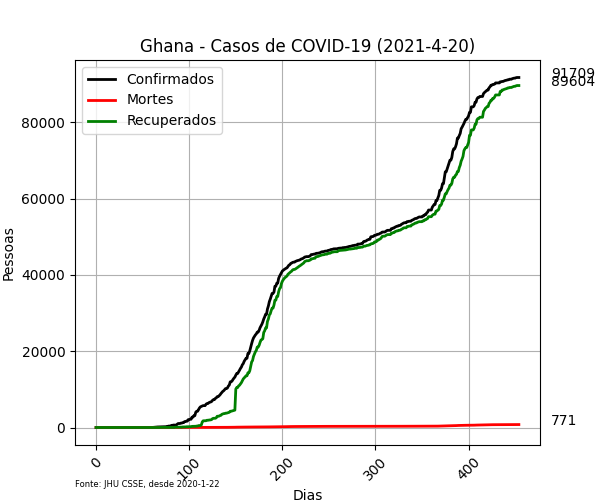 Ghana - Casos de COVID-19 (2021-4-20)
Confirmados
Mortes
Recuperados
91709
89604
771
Pessoas
80000
60000
40000
20000
0
0
100
200
300
400
Dias
Fonte: JHU CSSE, desde 2020-1-22